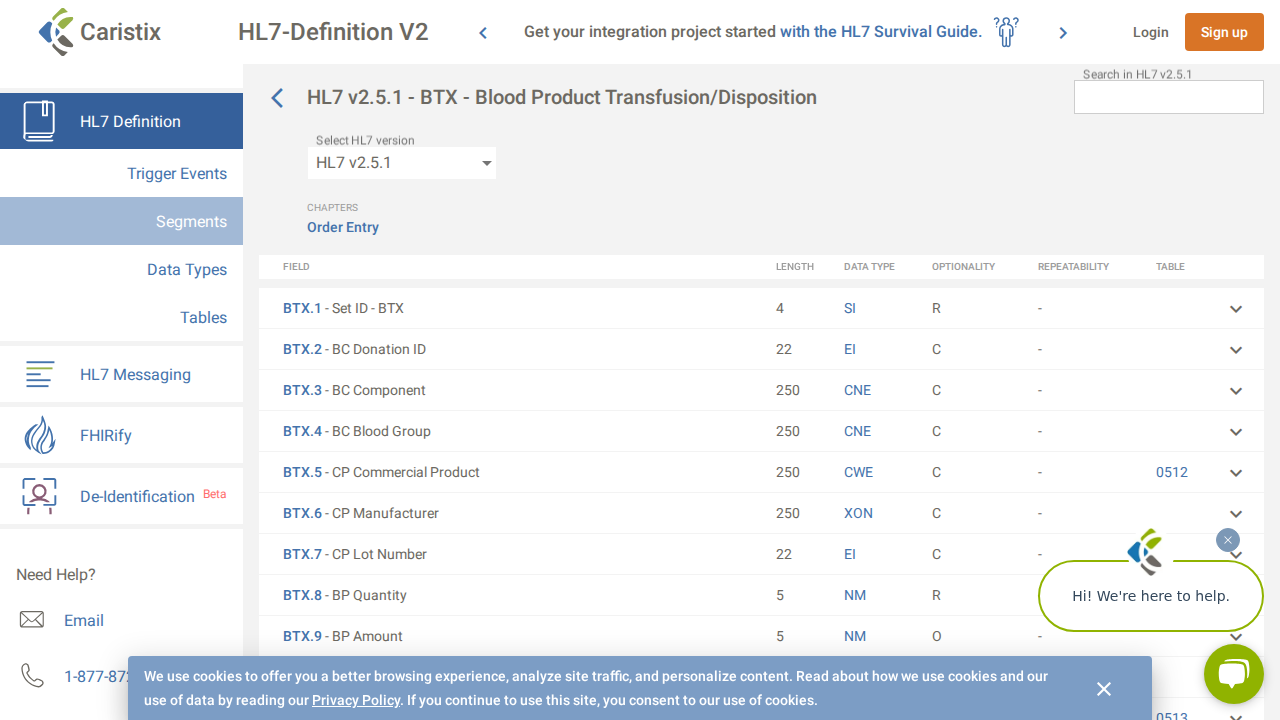 Caristix
HL7-Definition V2
Get your integration project started with the HL7 Survival Guide.
Login
Sign up
HL7 Definition
Trigger Events
Segments
Data Types
Tables
HL7 Messaging
FHIRify
De-Identification Beta
Need Help?
Email
1-877-872
HL7 v2.5.1 - BTX - Blood Product Transfusion/Disposition
Search in HL7 v2.5.1
Select HL7 version
HL7 v2.5.1
CHAPTERS
Order Entry
FIELD LENGTH DATA TYPE OPTIONALITY REPEATABILITY TABLE
BTX.1 - Set ID - BTX 4 SI R -
BTX.2 - BC Donation ID 22 EI C -
BTX.3 - BC Component 250 CNE C -
BTX.4 - BC Blood Group 250 CNE C -
BTX.5 - CP Commercial Product 250 CWE C - 0512
BTX.6 - CP Manufacturer 250 XON C -
BTX.7 - CP Lot Number 22 EI C -
BTX.8 - BP Quantity 5 NM R
BTX.9 - BP Amount 5 NM O -
0513
Hi! We're here to help.
We use cookies to offer you a better browsing experience, analyze site traffic, and personalize content. Read about how we use cookies and our
use of data by reading our Privacy Policy. If you continue to use this site, you consent to our use of cookies.